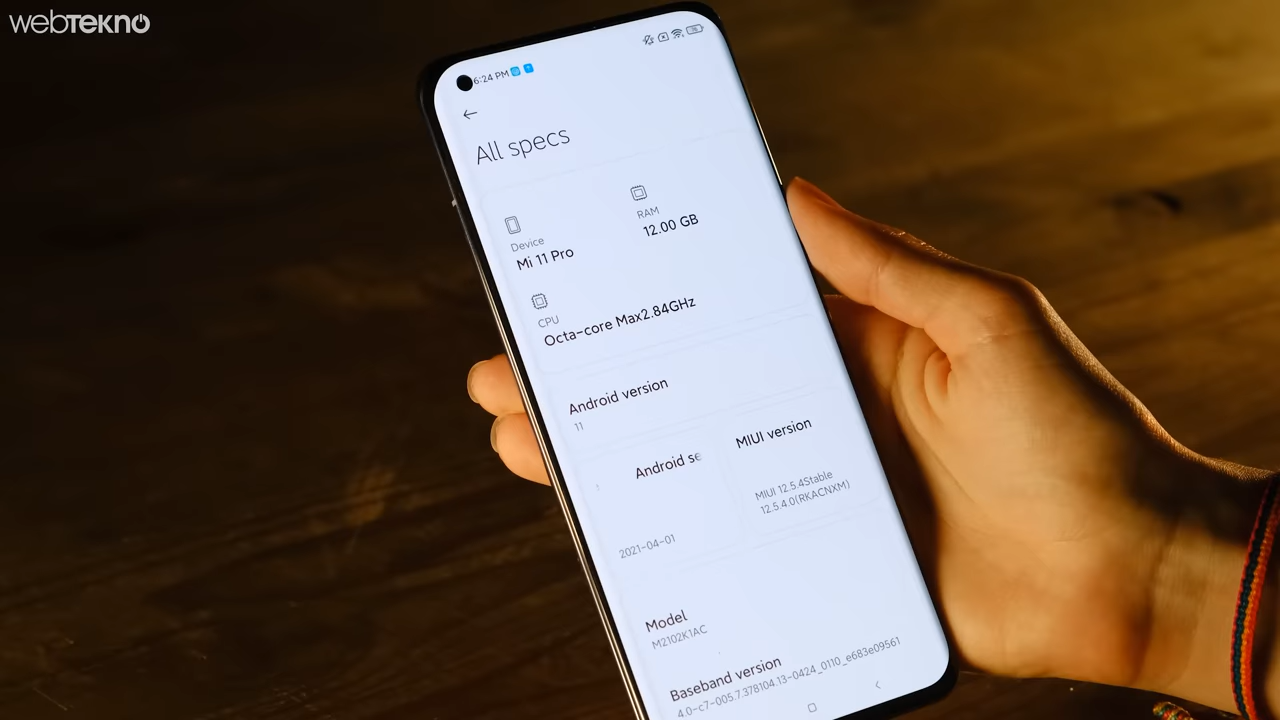 webtekno
6:24 PM
All specs
Device
Mi 11 Pro
RAM
12.00 GB
CPU
Octa-core Max2.84GHz
Android version
11
Android se
2021-04-01
MIUI version
MIUI 12.5.4Stable
12.5.4.0(RKACNXM)
Model
M2102K1AC
Baseband version
4.0-c7-005.7.378104.13-0424_0110_e683e09561